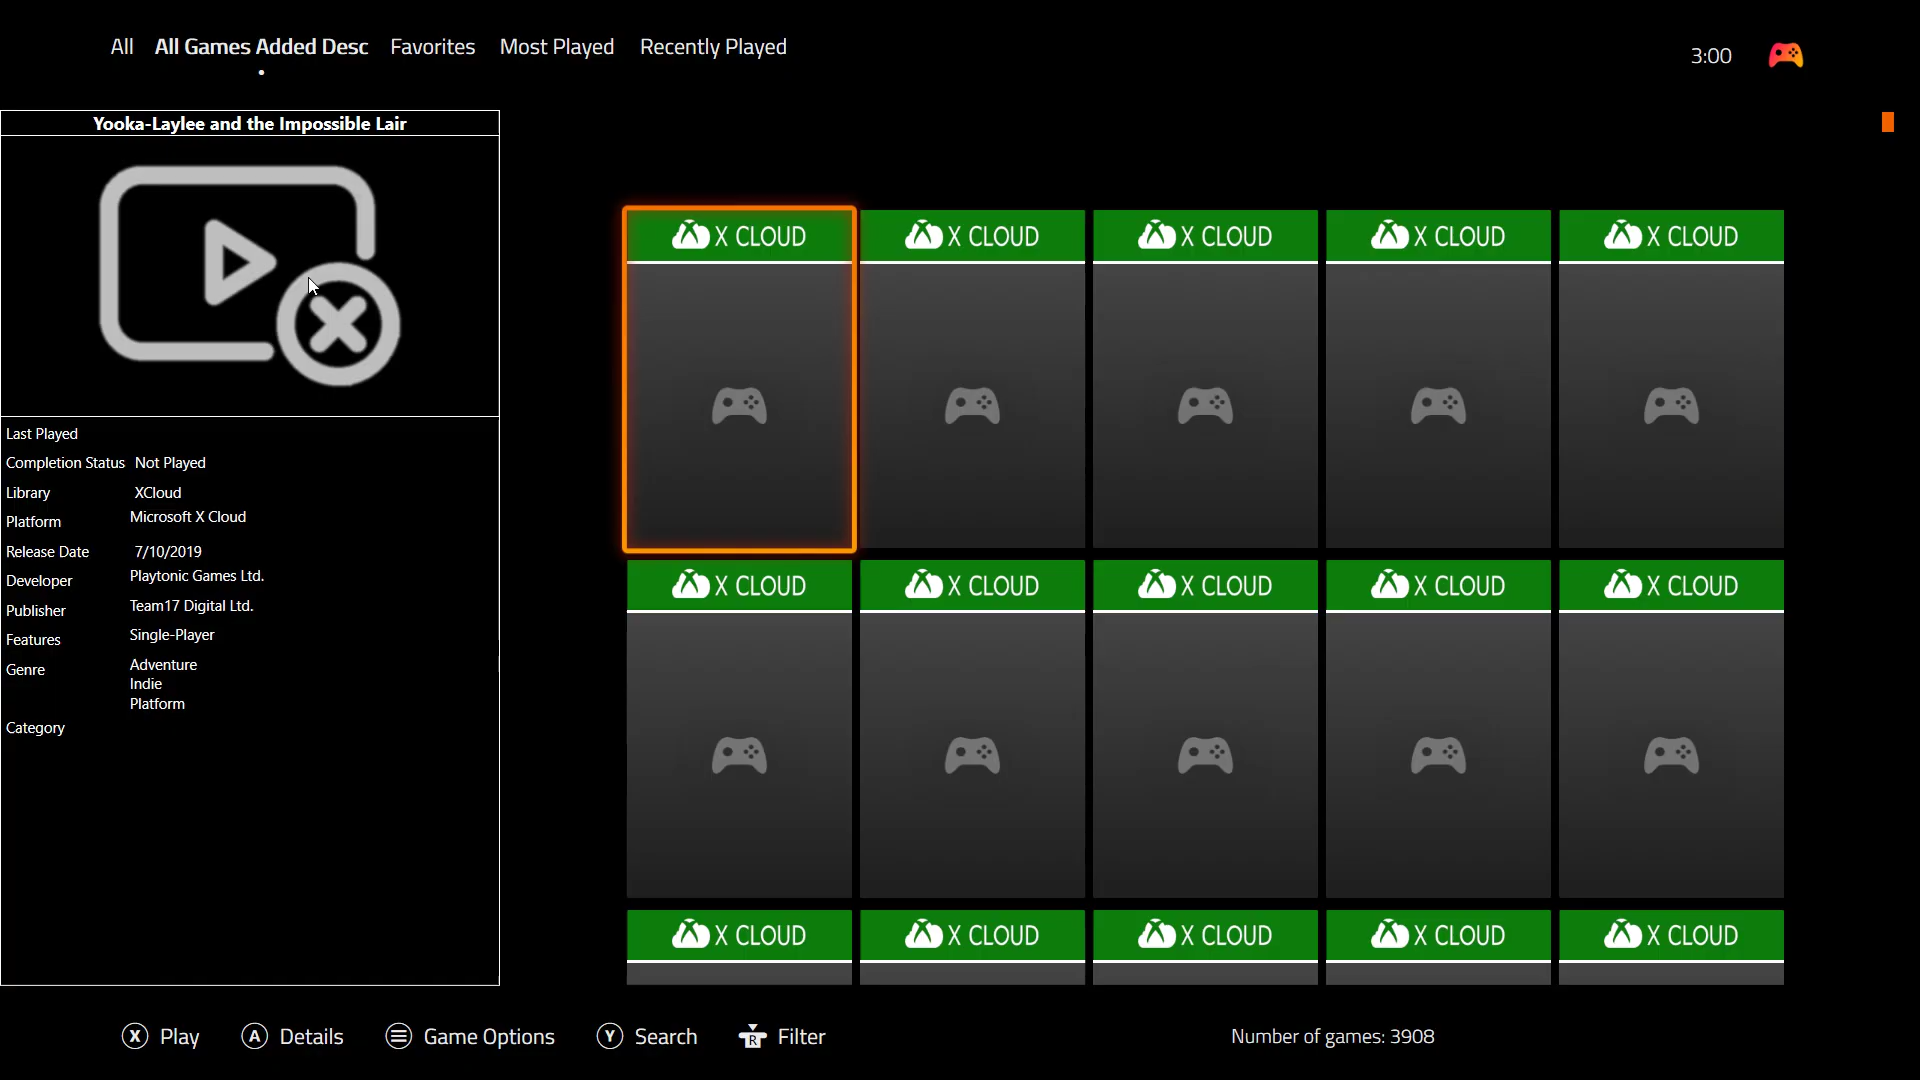 All All Games Added Desc Favorites Most Played Recently Played
3:00
Yooka-Laylee and the Impossible Lair
Last Played
Completion Status Not Played
Library XCloud
Platform Microsoft X Cloud
Release Date 7/10/2019
Developer Playtonic Games Ltd.
Publisher Team17 Digital Ltd.
Features Single-Player
Genre Adventure
Indie
Platform
Category
X CLOUD X CLOUD X CLOUD X CLOUD X CLOUD
X CLOUD X CLOUD X CLOUD X CLOUD X CLOUD
X CLOUD X CLOUD X CLOUD X CLOUD X CLOUD
X Play A Details Game Options Y Search R Filter
Number of games: 3908